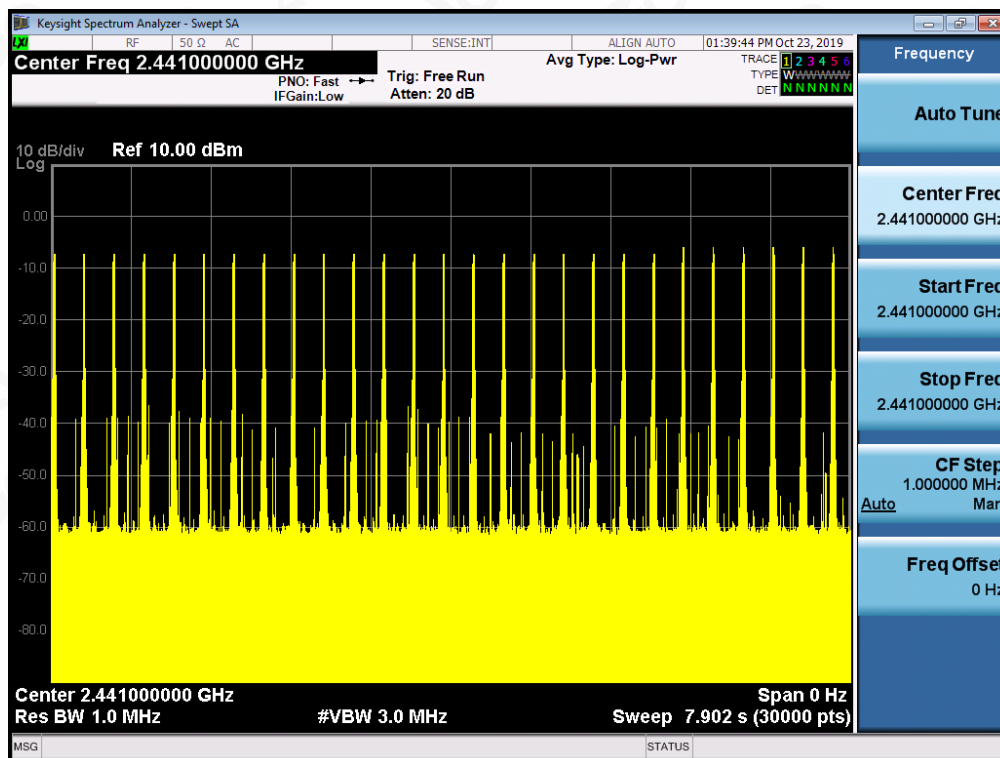 Keysight Spectrum Analyzer - Swept SA
LXI RF 50 Ω AC SENSE:INT ALIGN AUTO 01:39:44 PM Oct 23, 2019
Center Freq 2.441000000 GHz
PNO: Fast
IFGain:Low
Trig: Free Run
Atten: 20 dB
Avg Type: Log-Pwr
TRACE 1 2 3 4 5 6
TYPE WWWWWW
DET N N N N N N
10 dB/div Ref 10.00 dBm
Log
0.00
-10.0
-20.0
-30.0
-40.0
-50.0
-60.0
-70.0
-80.0
Center 2.441000000 GHz Span 0 Hz
Res BW 1.0 MHz #VBW 3.0 MHz Sweep 7.902 s (30000 pts)
MSG STATUS
Frequency
Auto Tune
Center Freq
2.441000000 GHz
Start Freq
2.441000000 GHz
Stop Freq
2.441000000 GHz
CF Step
1.000000 MHz
Auto Man
Freq Offset
0 Hz